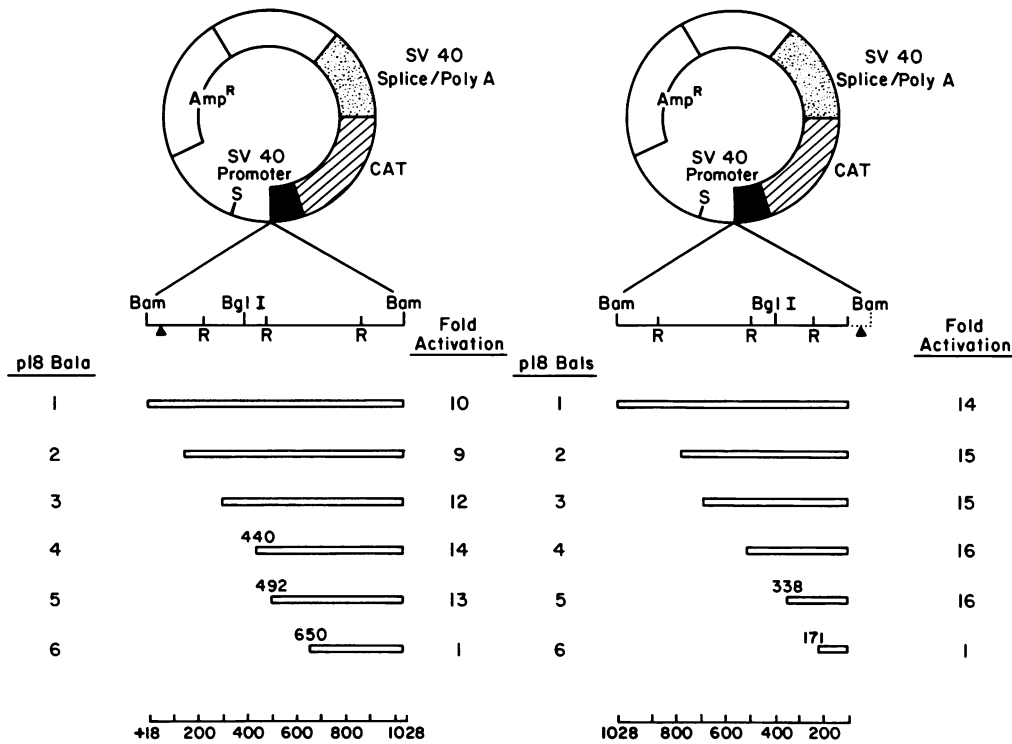 SV 40
Splice/Poly A
Amp R
SV 40
Promoter
CAT
S
SV 40
Splice/Poly A
Amp R
SV 40
Promoter
CAT
S
Bam Bgl I Bam
R R R
Fold
Activation
Bam Bgl I Bam
R R R
Fold
Activation
p18 Bala
p18 Bals
1 10 1 14
2 9 2 15
3 12 3 15
4 440 14 4 16
5 492 13 5 338 16
6 650 1 6 171 1
+18 200 400 600 800 1028
1028 800 600 400 200